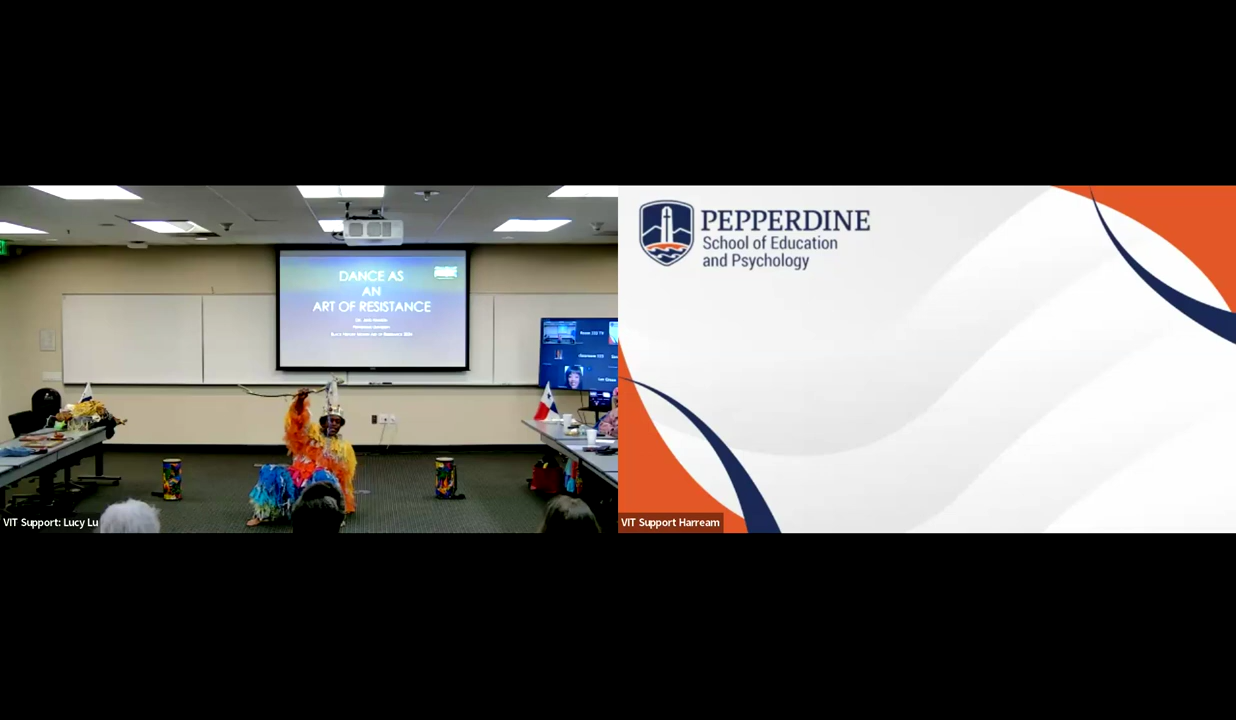 DANCE AS
AN
ART OF RESISTANCE
VIT Support: Lucy Lu
PEPPERDINE
School of Education
and Psychology
VIT Support Harream